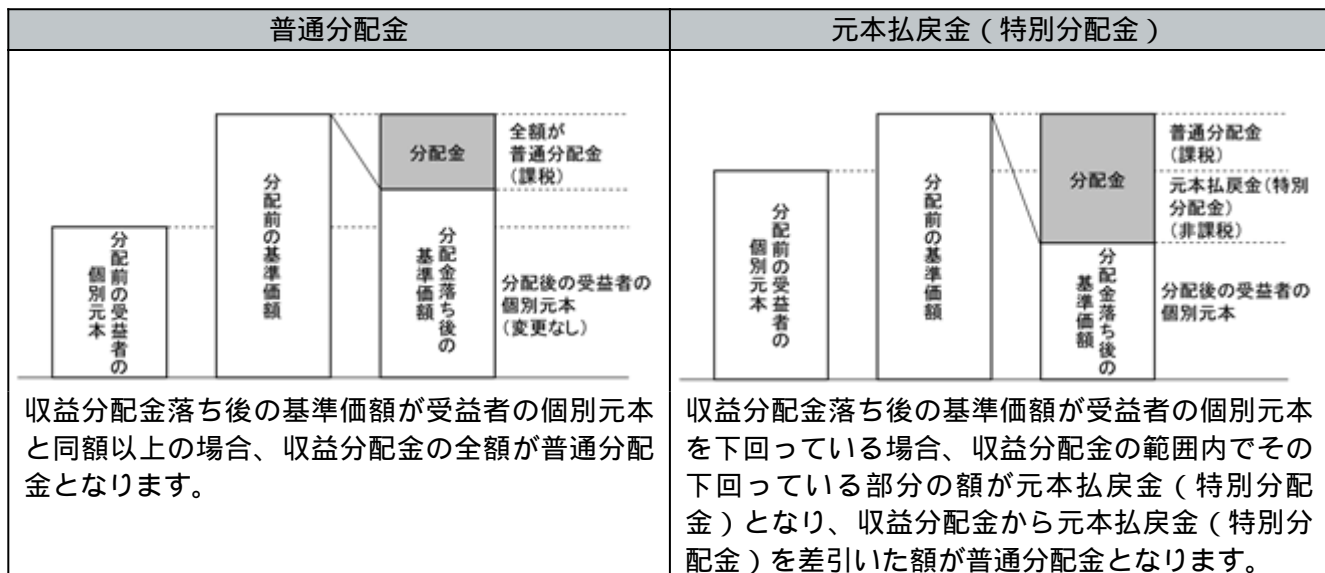 普通分配金
分配前の受益者の
個別元本
分配前の基準価額
分配金
分配金落ち後の
基準価額
全額が
普通分配金
(課税)
分配後の受益者の
個別元本
(変更なし)
収益分配金落ち後の基準価額が受益者の個別元本
と同額以上の場合、収益分配金の全額が普通分配
金となります。
元本払戻金(特別分配金)
分配前の受益者の
個別元本
分配前の基準価額
分配金
分配金落ち後の
基準価額
普通分配金
(課税)
元本払戻金(特別
分配金)
(非課税)
分配後の受益者の
個別元本
収益分配金落ち後の基準価額が受益者の個別元本
を下回っている場合、収益分配金の範囲内でその
下回っている部分の額が元本払戻金(特別分配
金)となり、収益分配金から元本払戻金(特別分
配金)を差引いた額が普通分配金となります。